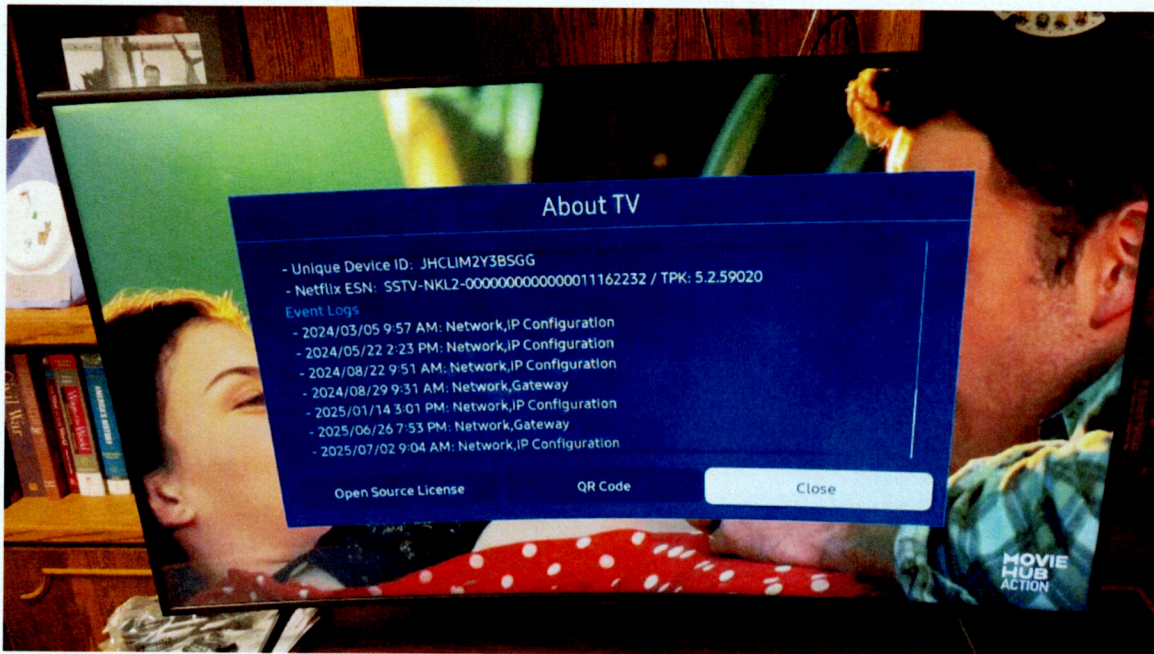 About TV
- Unique Device ID: JHCLIM2Y3BSGG
- Netflix ESN: SSTV-NKL2-0000000000000011162232 / TPK: 5.2.59020
Event Logs
- 2024/03/05 9:57 AM: Network,IP Configuration
- 2024/05/22 2:23 PM: Network,IP Configuration
- 2024/08/22 9:51 AM: Network,IP Configuration
- 2024/08/29 9:31 AM: Network,Gateway
- 2025/01/14 3:01 PM: Network,IP Configuration
- 2025/06/26 7:53 PM: Network,Gateway
- 2025/07/02 9:04 AM: Network,IP Configuration
Open Source License
QR Code
Close
MOVIE
HUB
ACTION
Civil War